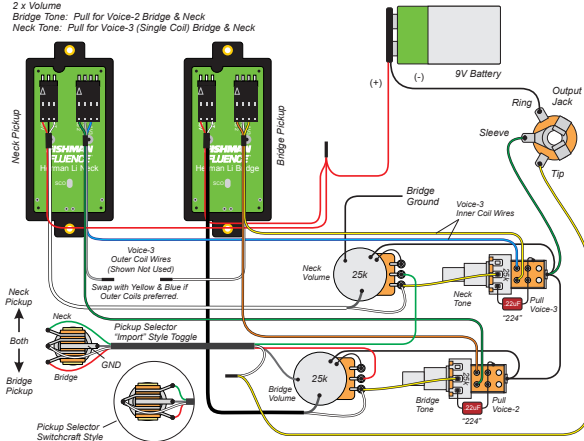 2 x Volume
Bridge Tone: Pull for Voice-2 Bridge & Neck
Neck Tone: Pull for Voice-3 (Single Coil) Bridge & Neck
(+)
(-)
9V Battery
Output
Jack
Ring
Sleeve
Tip
Neck Pickup
FISHMAN
FLUENCE
Herman Li Neck
Bridge Pickup
FISHMAN
FLUENCE
Herman Li Bridge
Bridge
Ground
Voice-3
Inner Coil Wires
Voice-3
Outer Coil Wires
(Shown Not Used)
Swap with Yellow & Blue if
Outer Coils preferred.
Neck
Volume
25k
25k
Neck
Tone
.22uF
"224"
Pull
Voice-3
Neck
Pickup
Both
Bridge
Pickup
Neck
Bridge
GND
Pickup Selector
"Import" Style Toggle
Pickup Selector
Switchcraft Style
Bridge
Volume
25k
25k
Bridge
Tone
.22uF
"224"
Pull
Voice-2